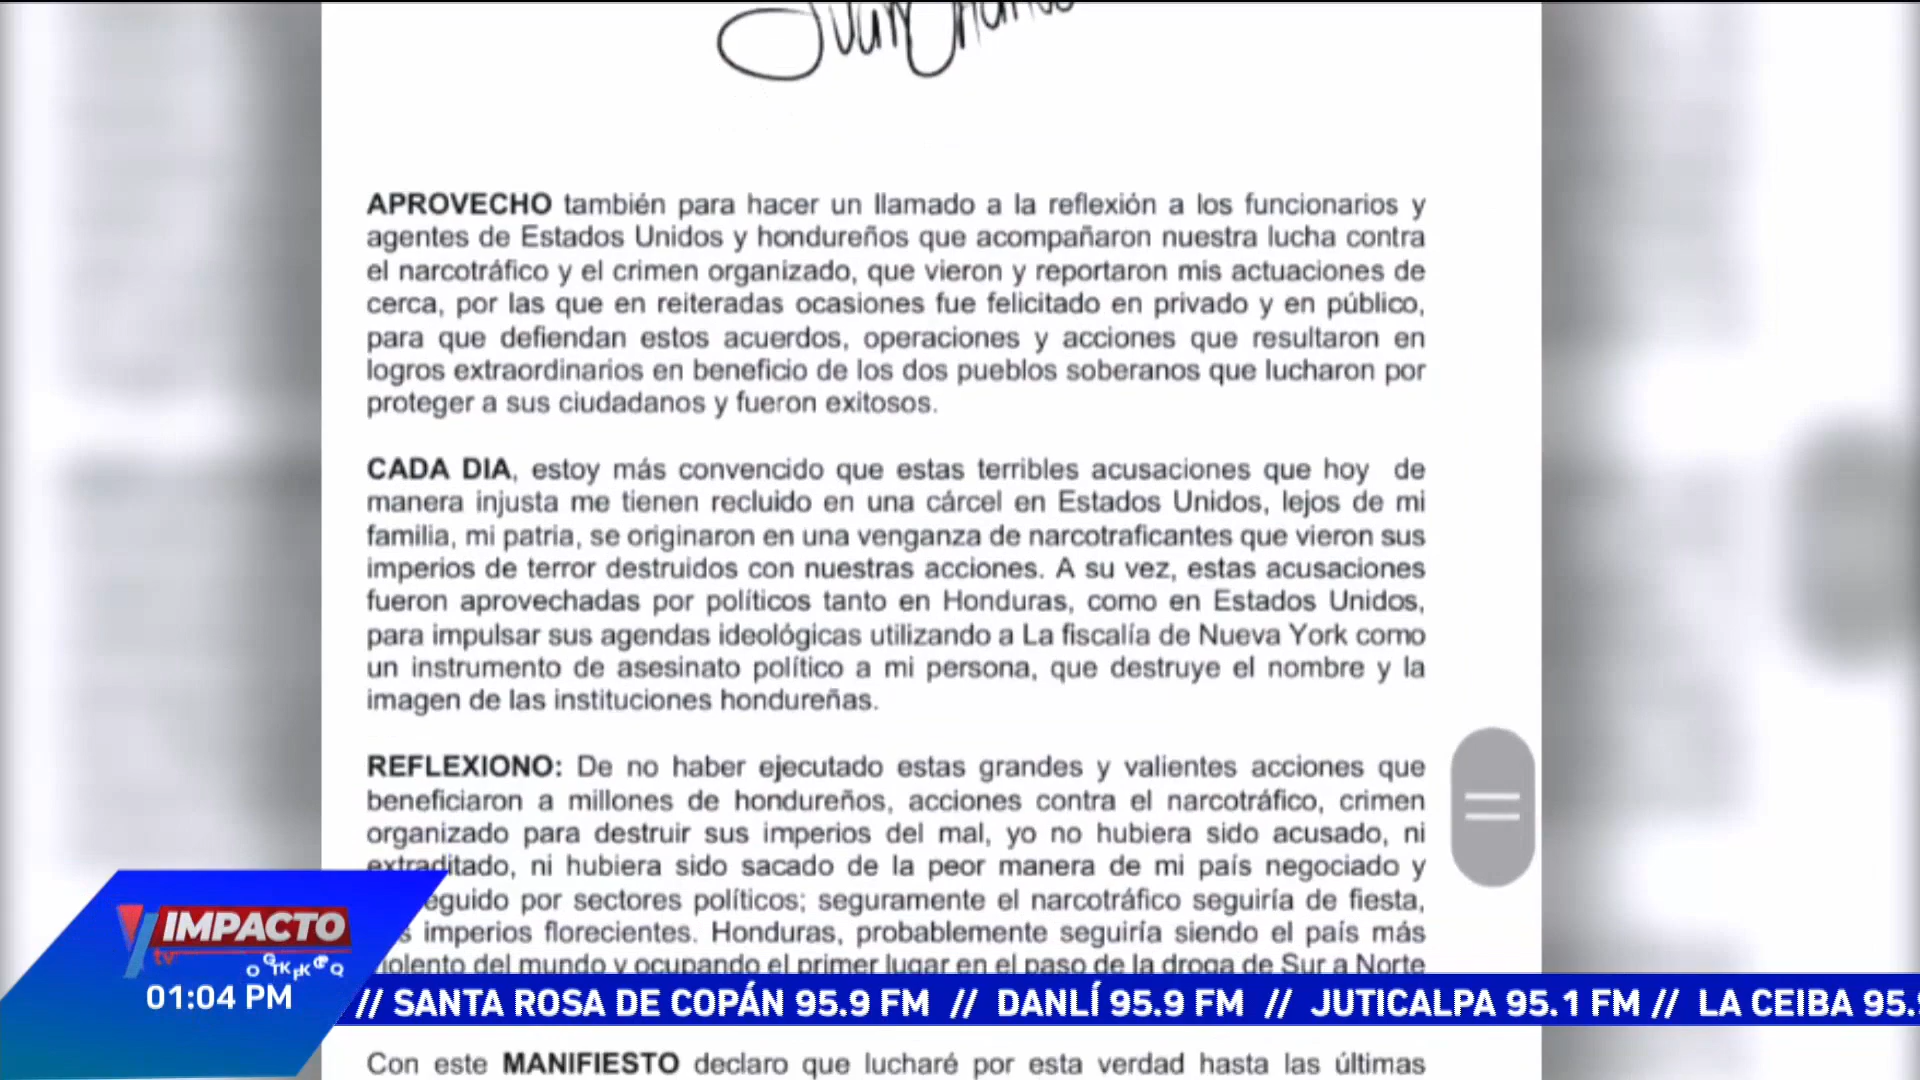 Juan Orlando
APROVECHO también para hacer un llamado a la reflexión a los funcionarios y
agentes de Estados Unidos y hondureños que acompañaron nuestra lucha contra
el narcotráfico y el crimen organizado, que vieron y reportaron mis actuaciones de
cerca, por las que en reiteradas ocasiones fue felicitado en privado y en público,
para que defiendan estos acuerdos, operaciones y acciones que resultaron en
logros extraordinarios en beneficio de los dos pueblos soberanos que lucharon por
proteger a sus ciudadanos y fueron exitosos.
CADA DIA, estoy más convencido que estas terribles acusaciones que hoy de
manera injusta me tienen recluido en una cárcel en Estados Unidos, lejos de mi
familia, mi patria, se originaron en una venganza de narcotraficantes que vieron sus
imperios de terror destruidos con nuestras acciones. A su vez, estas acusaciones
fueron aprovechadas por políticos tanto en Honduras, como en Estados Unidos,
para impulsar sus agendas ideológicas utilizando a La fiscalía de Nueva York como
un instrumento de asesinato político a mi persona, que destruye el nombre y la
imagen de las instituciones hondureñas.
REFLEXIONO: De no haber ejecutado estas grandes y valientes acciones que
beneficiaron a millones de hondureños, acciones contra el narcotráfico, crimen
organizado para destruir sus imperios del mal, yo no hubiera sido acusado, ni
extraditado, ni hubiera sido sacado de la peor manera de mi país negociado y
eguido por sectores políticos; seguramente el narcotráfico seguiría de fiesta,
s imperios florecientes. Honduras, probablemente seguiría siendo el país más
iolento del mundo y ocupando el primer lugar en el paso de la droga de Sur a Norte
Con este MANIFIESTO declaro que lucharé por esta verdad hasta las últimas
IMPACTO
tv
01:04 PM
// SANTA ROSA DE COPÁN 95.9 FM // DANLÍ 95.9 FM // JUTICALPA 95.1 FM // LA CEIBA 95.9